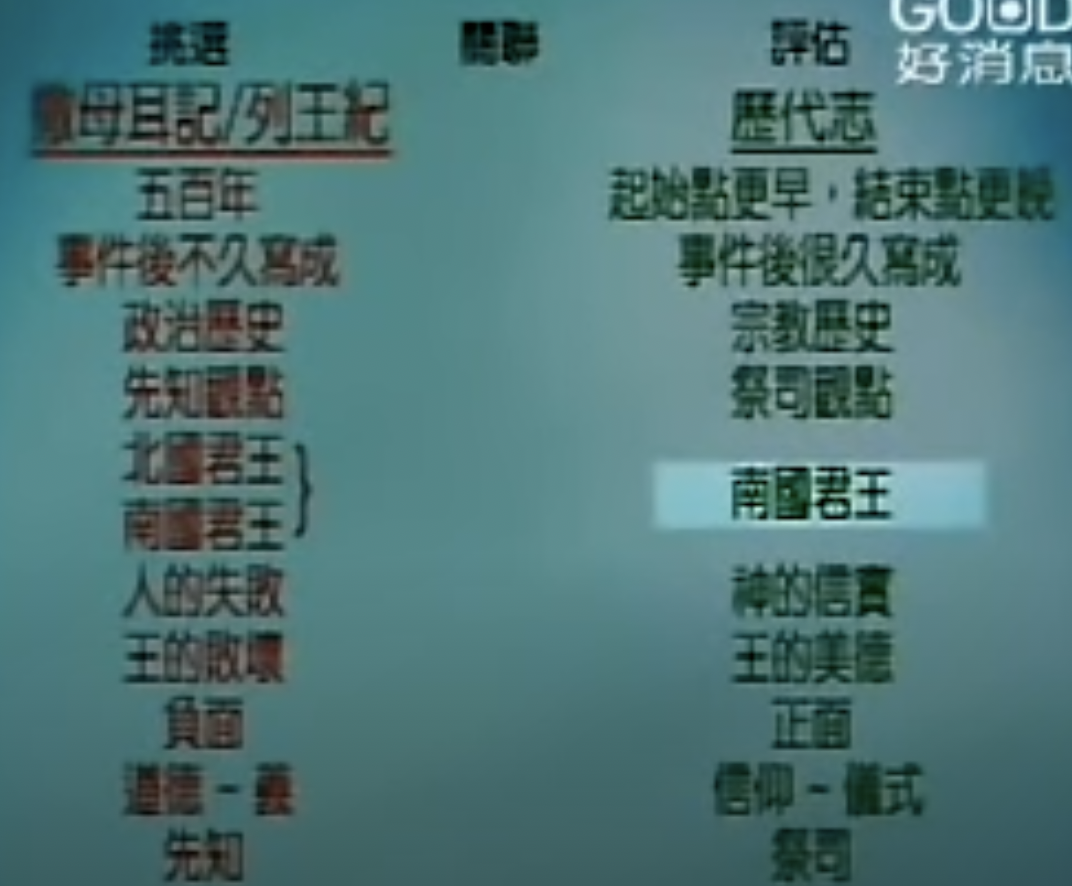 挑選 關聯 評估
GOOD
好消息
撒母耳記/列王紀 歷代志
五百年 起始點更早，結束點更晚
事件後不久寫成 事件後很久寫成
政治歷史 宗教歷史
先知觀點 祭司觀點
北國君王
南國君王 南國君王
人的失敗 神的信實
王的敗壞 王的美德
負面 正面
道德－義 信仰－儀式
先知 祭司